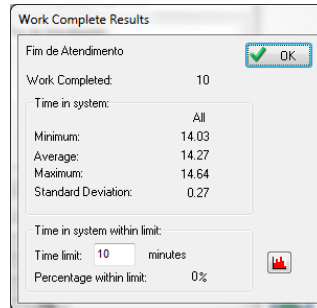 Work Complete Results
Fim de Atendimento
OK
Work Completed: 10
Time in system:
All
Minimum: 14.03
Average: 14.27
Maximum: 14.64
Standard Deviation: 0.27
Time in system within limit:
Time limit: 10 minutes
Percentage within limit: 0%